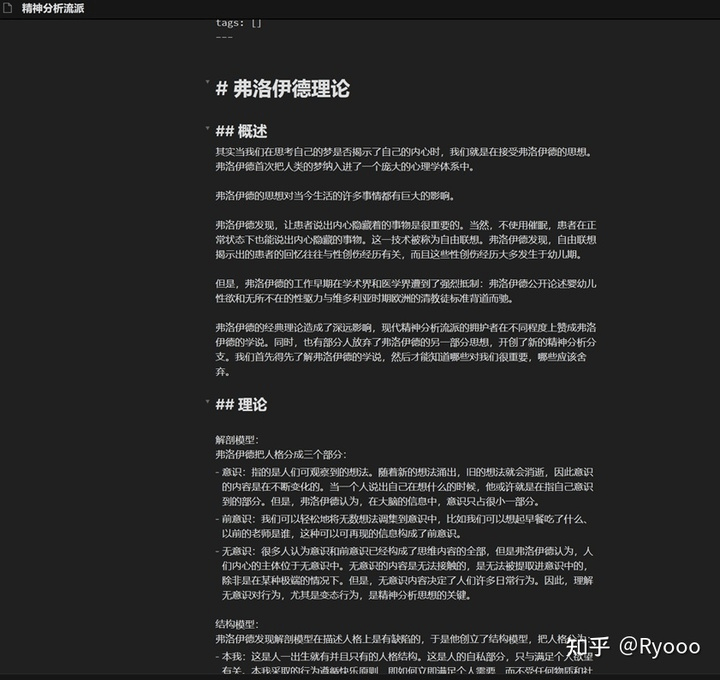 精神分析流派
tags: []
---
# 弗洛伊德理论
## 概述
其实当我们在思考自己的梦是否揭示了自己的内心时，我们就是在接受弗洛伊德的思想。
弗洛伊德首次把人类的梦纳入进了一个庞大的心理学体系中。
弗洛伊德的思想对当今生活的许多事情都有巨大的影响。
弗洛伊德发现，让患者说出内心隐藏着的事物是很重要的。当然，不使用催眠，患者在正
常状态下也能说出内心隐藏的事物。这一技术被称为自由联想。弗洛伊德发现，自由联想
揭示出的患者的回忆往往与性创伤经历有关，而且这些性创伤经历大多发生于幼儿期。
但是，弗洛伊德的工作早期在学术界和医学界遭到了强烈抵制：弗洛伊德公开论述婴幼儿
性欲和无所不在的性驱力与维多利亚时期欧洲的清教徒标准背道而驰。
弗洛伊德的经典理论造成了深远影响，现代精神分析流派的拥护者在不同程度上赞成弗洛
伊德的学说。同时，也有部分人放弃了弗洛伊德的另一部分思想，开创了新的精神分析分
支。我们首先得先了解弗洛伊德的学说，然后才能知道哪些对我们很重要，哪些应该舍
弃。
## 理论
解剖模型：
弗洛伊德把人格分成三个部分：
- 意识：指的是人们可观察到的想法。随着新的想法涌出，旧的想法就会消逝，因此意识
的内容是在不断变化的。当一个人说出自己在想什么的时候，他或许就是在指自己意识
到的部分。但是，弗洛伊德认为，在大脑的信息中，意识只占很小一部分。
- 前意识：我们可以轻松地将无数想法调集到意识中，比如我们可以想起早餐吃了什么、
以前的老师是谁，这种可以可再现的信息构成了前意识。
- 无意识：很多人认为意识和前意识已经构成了思维内容的全部，但是弗洛伊德认为，人
们内心的主体位于无意识中。无意识的内容是无法接触的，是无法被提取进意识中的，
除非是在某种极端的情况下。但是，无意识内容决定了人们许多日常行为。因此，理解
无意识对行为，尤其是变态行为，是精神分析思想的关键。
结构模型：
弗洛伊德发现解剖模型在描述人格上是有缺陷的，于是他创立了结构模型，把人格分为：
- 本我：这是人一出生就有并且只有的人格结构。这是人的自私部分，只与满足个人欲望
有关。本我采取的行为遵循快乐原则，即如何立即满足个人需要，而不受任何物质和社
知乎 @Ryooo